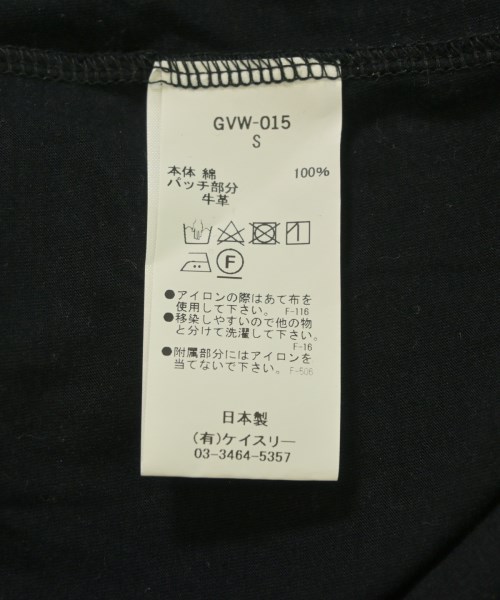 GVW-015
S
本体 綿 100%
パッチ部分
牛革
F
●アイロンの際はあて布を
使用して下さい。 F-116
●移染しやすいので他の物
と分けて洗濯して下さい。
F-16
●附属部分にはアイロンを
当てないで下さい。 F-506
日本製
(有)ケイスリー
03-3464-5357